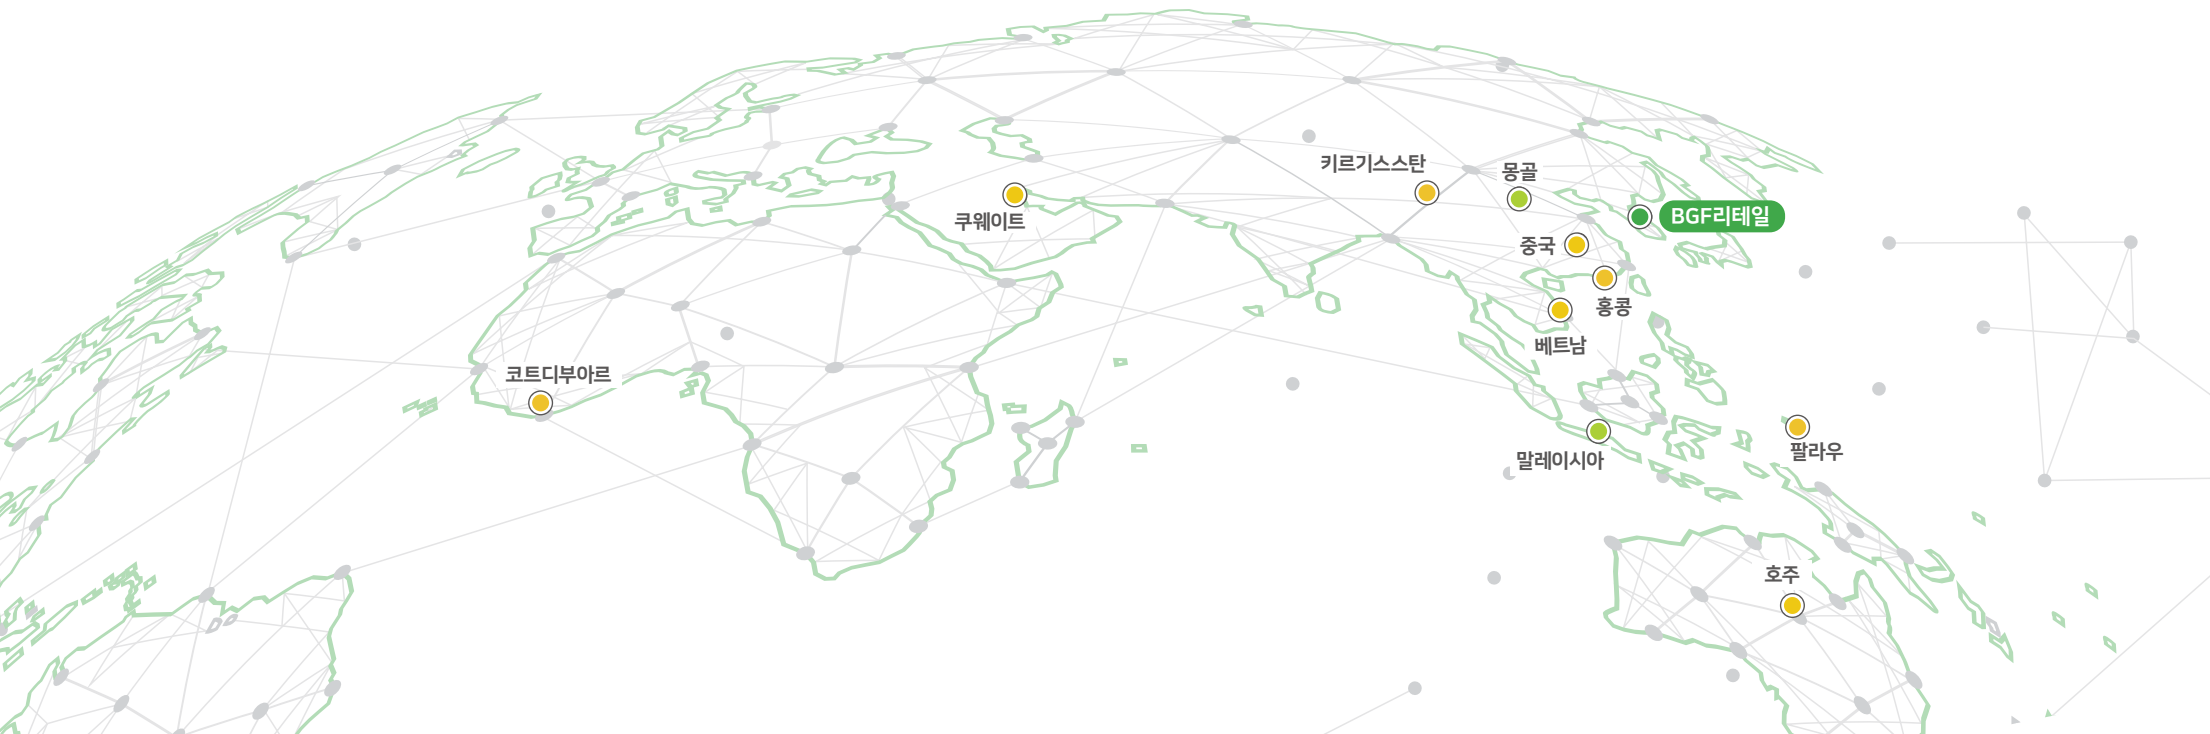 키르기스스탄
몽골
쿠웨이트
BGF리테일
중국
홍콩
베트남
코트디부아르
말레이시아
팔라우
호주